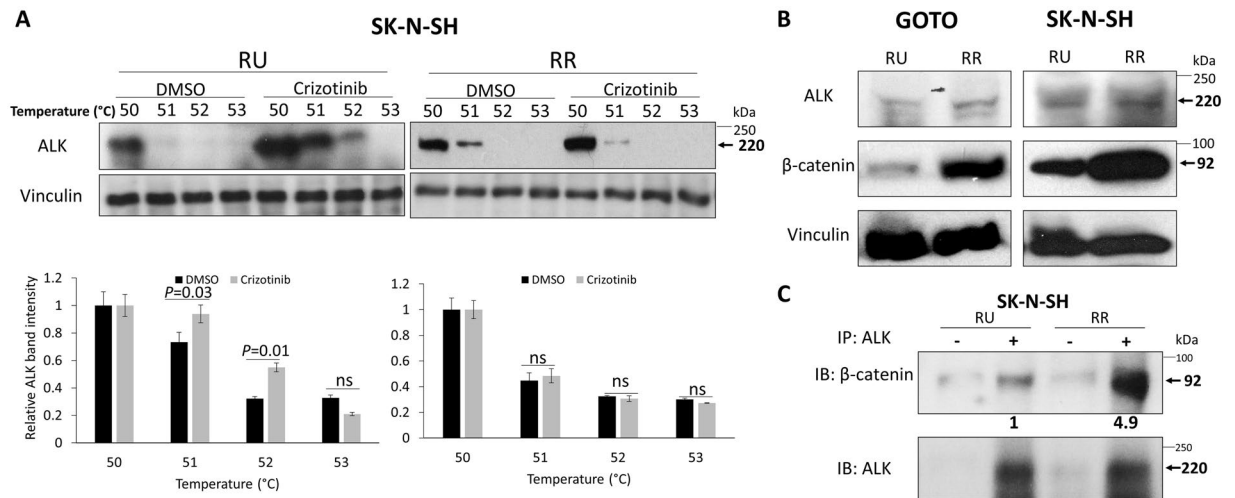 A
SK-N-SH
RU RR
DMSO Crizotinib DMSO Crizotinib
Temperature (°C) 50 51 52 53 50 51 52 53 50 51 52 53 50 51 52 53 kDa
ALK 250
220
Vinculin
DMSO Crizotinib
Relative ALK band intensity
1.2
1
0.8
0.6
0.4
0.2
0
P=0.03
P=0.01
ns
50 51 52 53
Temperature (°C)
DMSO Crizotinib
1.2
1
0.8
0.6
0.4
0.2
0
ns ns ns
50 51 52 53
Temperature (°C)
B
GOTO SK-N-SH
RU RR RU RR kDa
250
ALK 220
100
β-catenin 92
Vinculin
C
SK-N-SH
RU RR
IP: ALK - + - + kDa
100
IB: β-catenin 92
1 4.9
250
IB: ALK 220